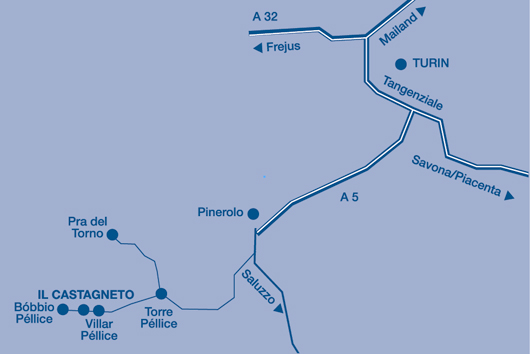 A 32
Mailand
Frejus
TURIN
Tangenziale
Savona/Piacenta
A 5
Pinerolo
Pra del
Torno
Saluzzo
IL CASTAGNETO
Bóbbio
Péllice
Villar
Péllice
Torre
Péllice